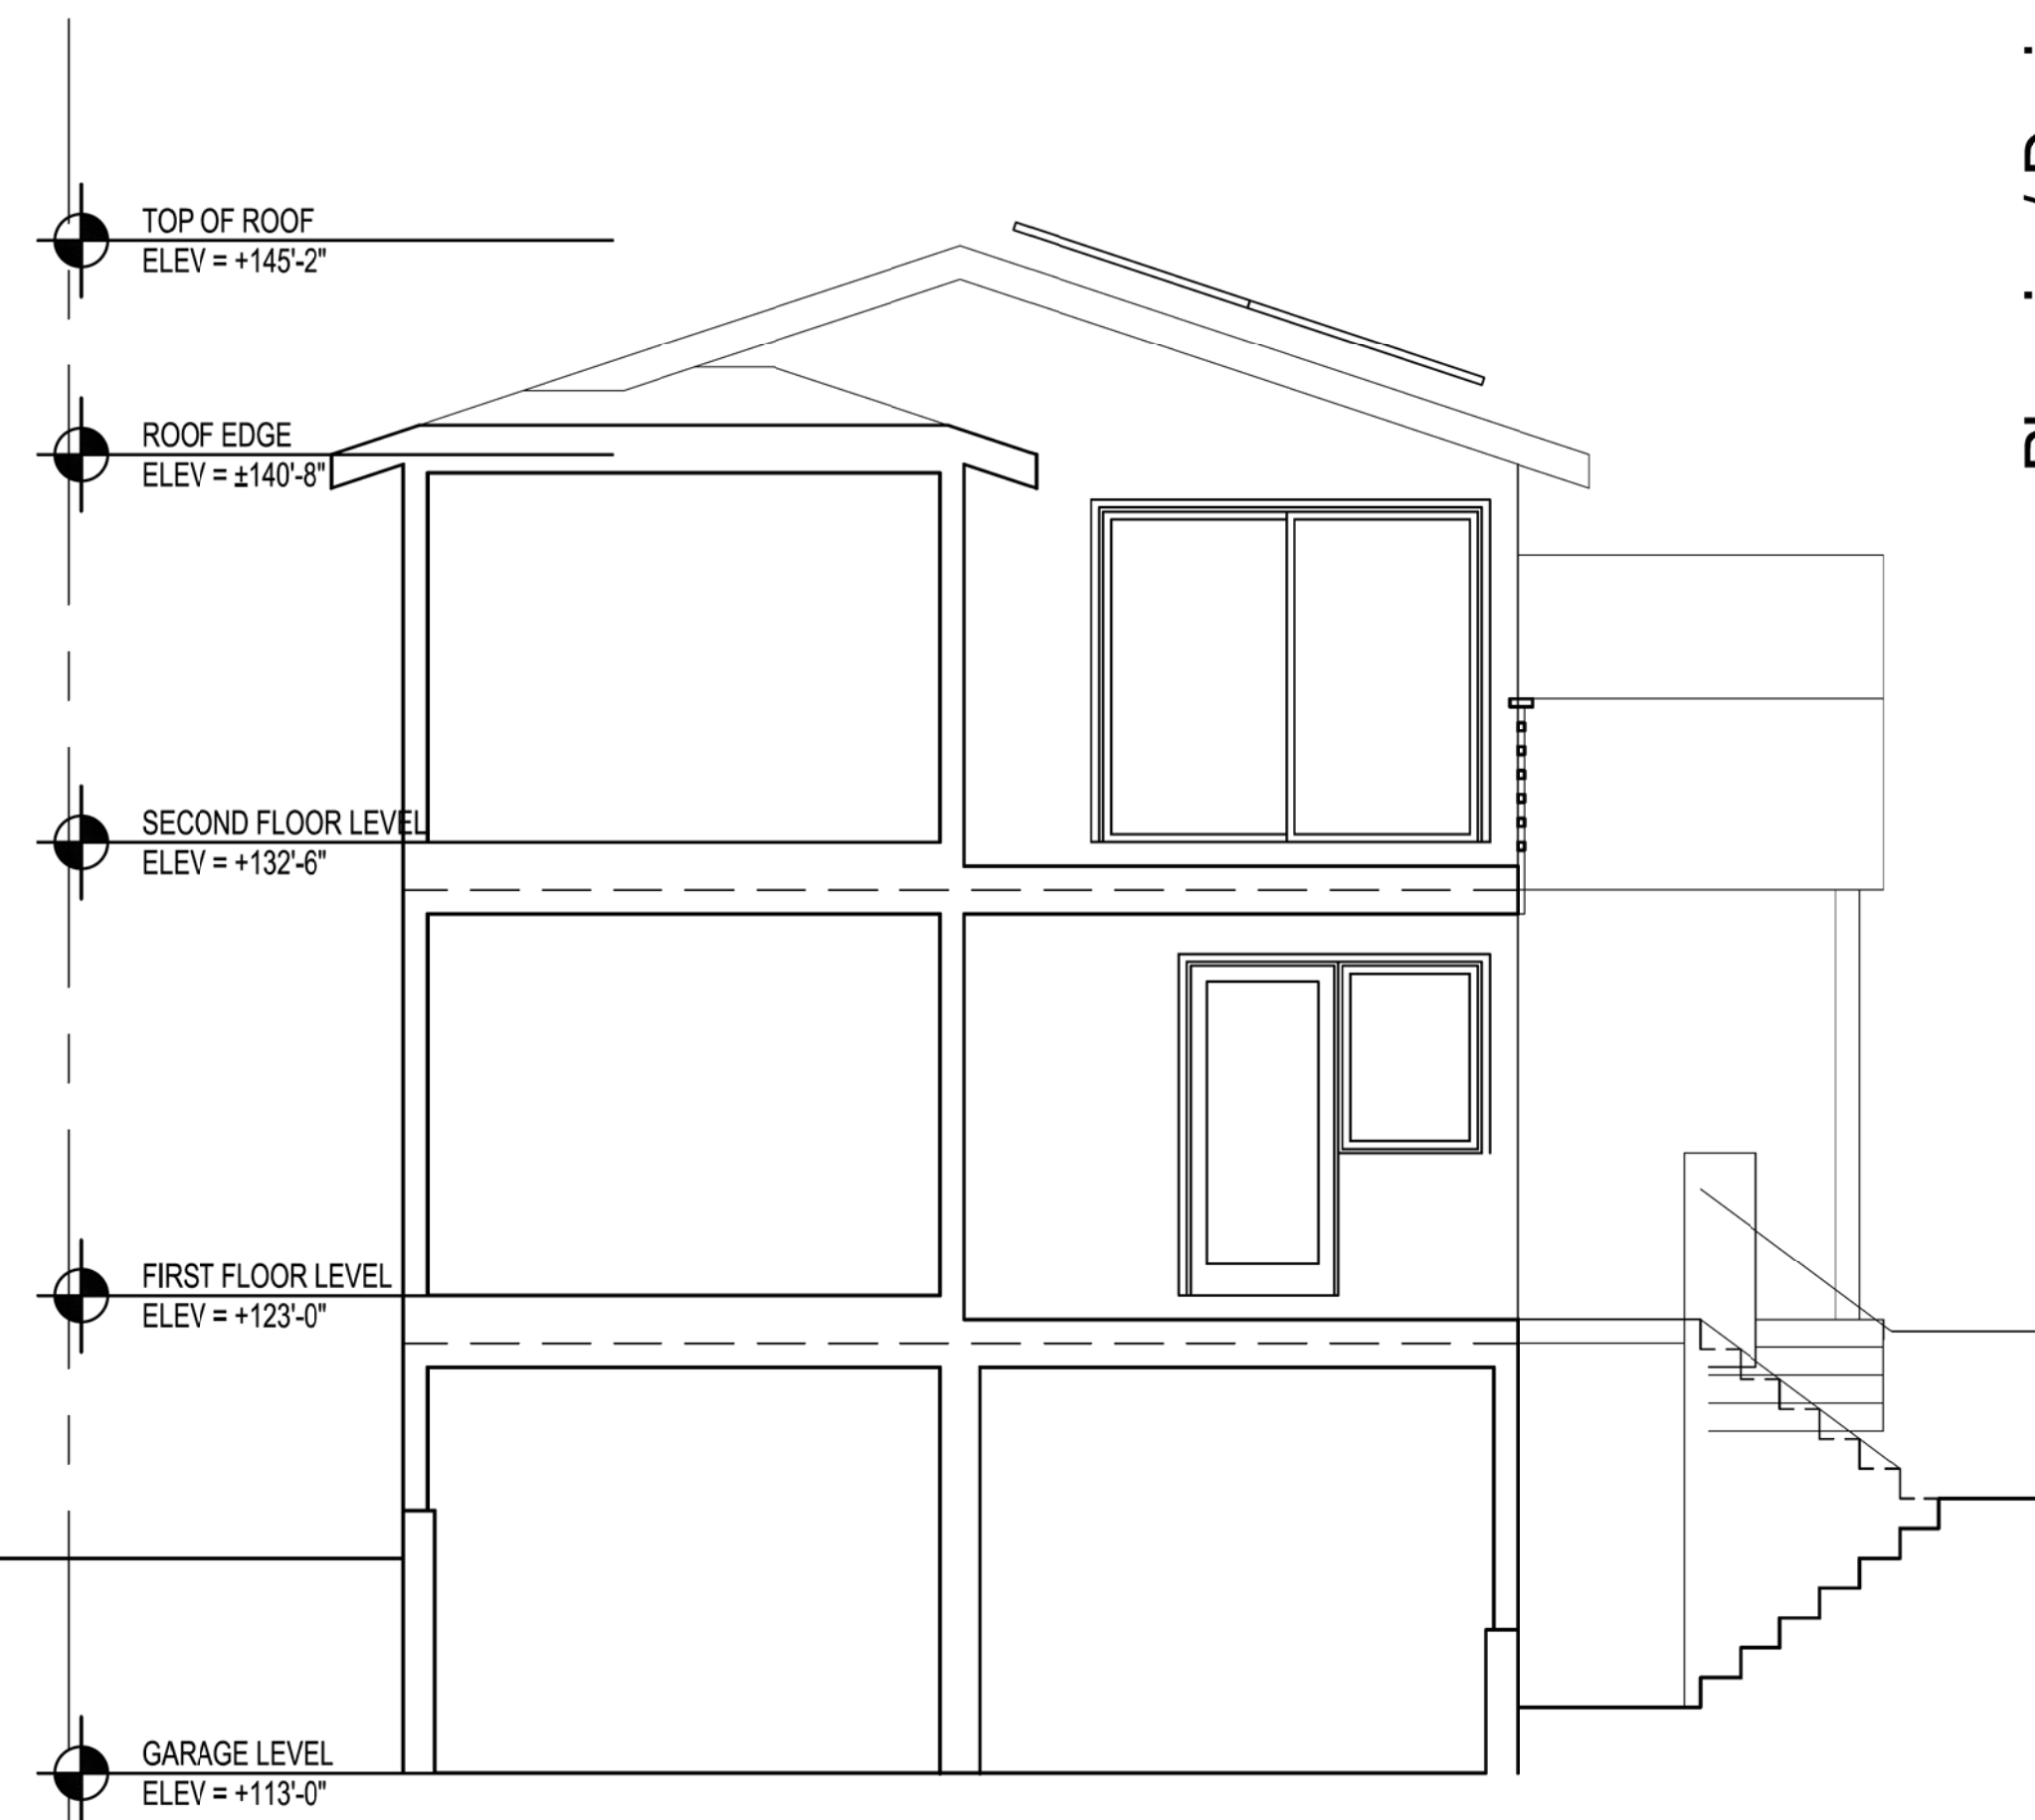 TOP OF ROOF
ELEV = +145'-2"
ROOF EDGE
ELEV = ±140'-8"
SECOND FLOOR LEVEL
ELEV = +132'-6"
FIRST FLOOR LEVEL
ELEV = +123'-0"
GARAGE LEVEL
ELEV = +113'-0"